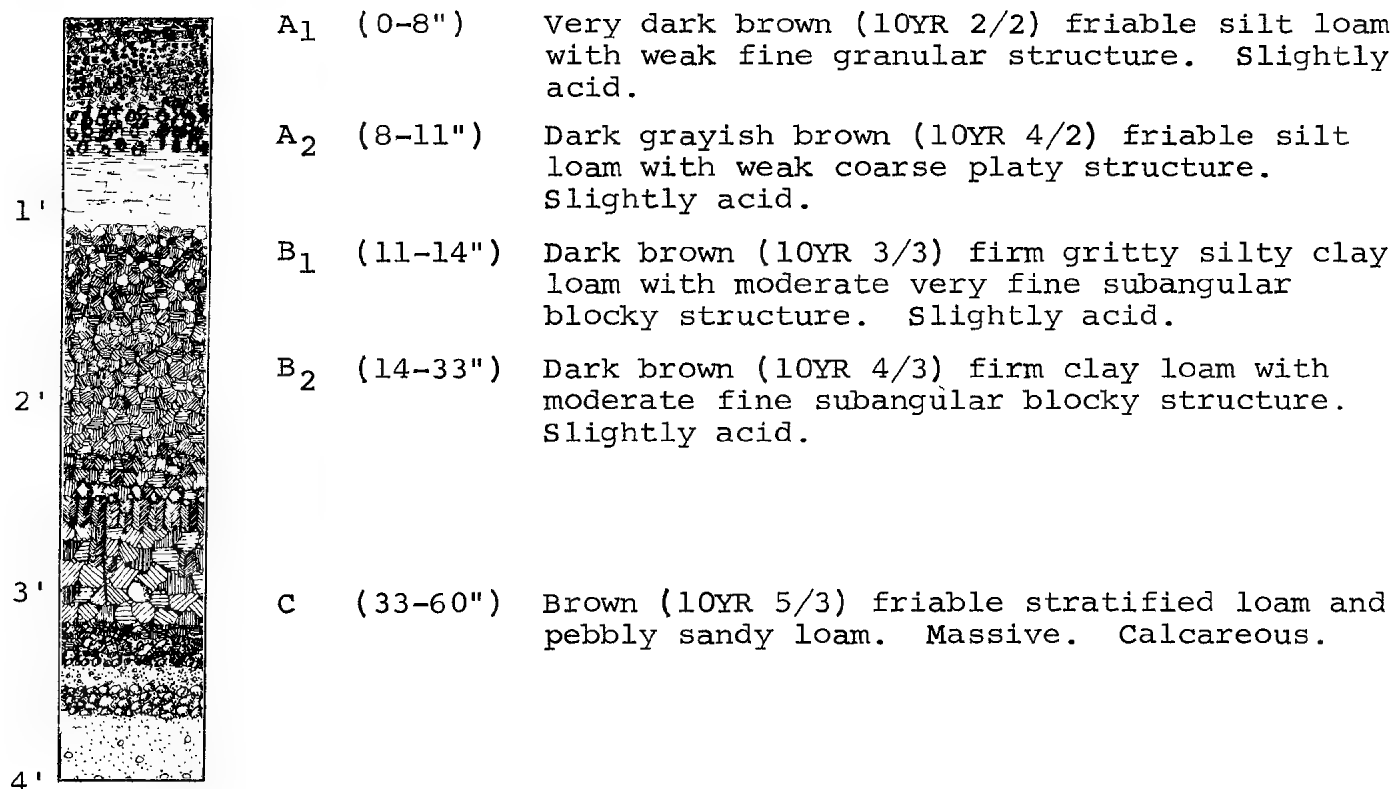 A1 (0-8") Very dark brown (10YR 2/2) friable silt loam
with weak fine granular structure. Slightly
acid.
A2 (8-11") Dark grayish brown (10YR 4/2) friable silt
loam with weak coarse platy structure.
Slightly acid.
1'
B1 (11-14") Dark brown (10YR 3/3) firm gritty silty clay
loam with moderate very fine subangular
blocky structure. Slightly acid.
B2 (14-33") Dark brown (10YR 4/3) firm clay loam with
2' moderate fine subangular blocky structure.
Slightly acid.
3'
C (33-60") Brown (10YR 5/3) friable stratified loam and
pebbly sandy loam. Massive. Calcareous.
4'